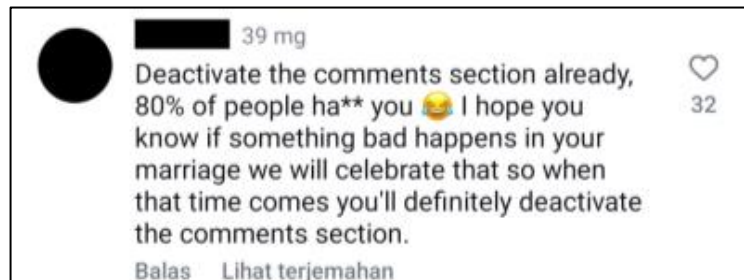 39 mg
Deactivate the comments section already,
80% of people ha** you 😂 I hope you
know if something bad happens in your
marriage we will celebrate that so when
that time comes you'll definitely deactivate
the comments section.
32
Balas Lihat terjemahan